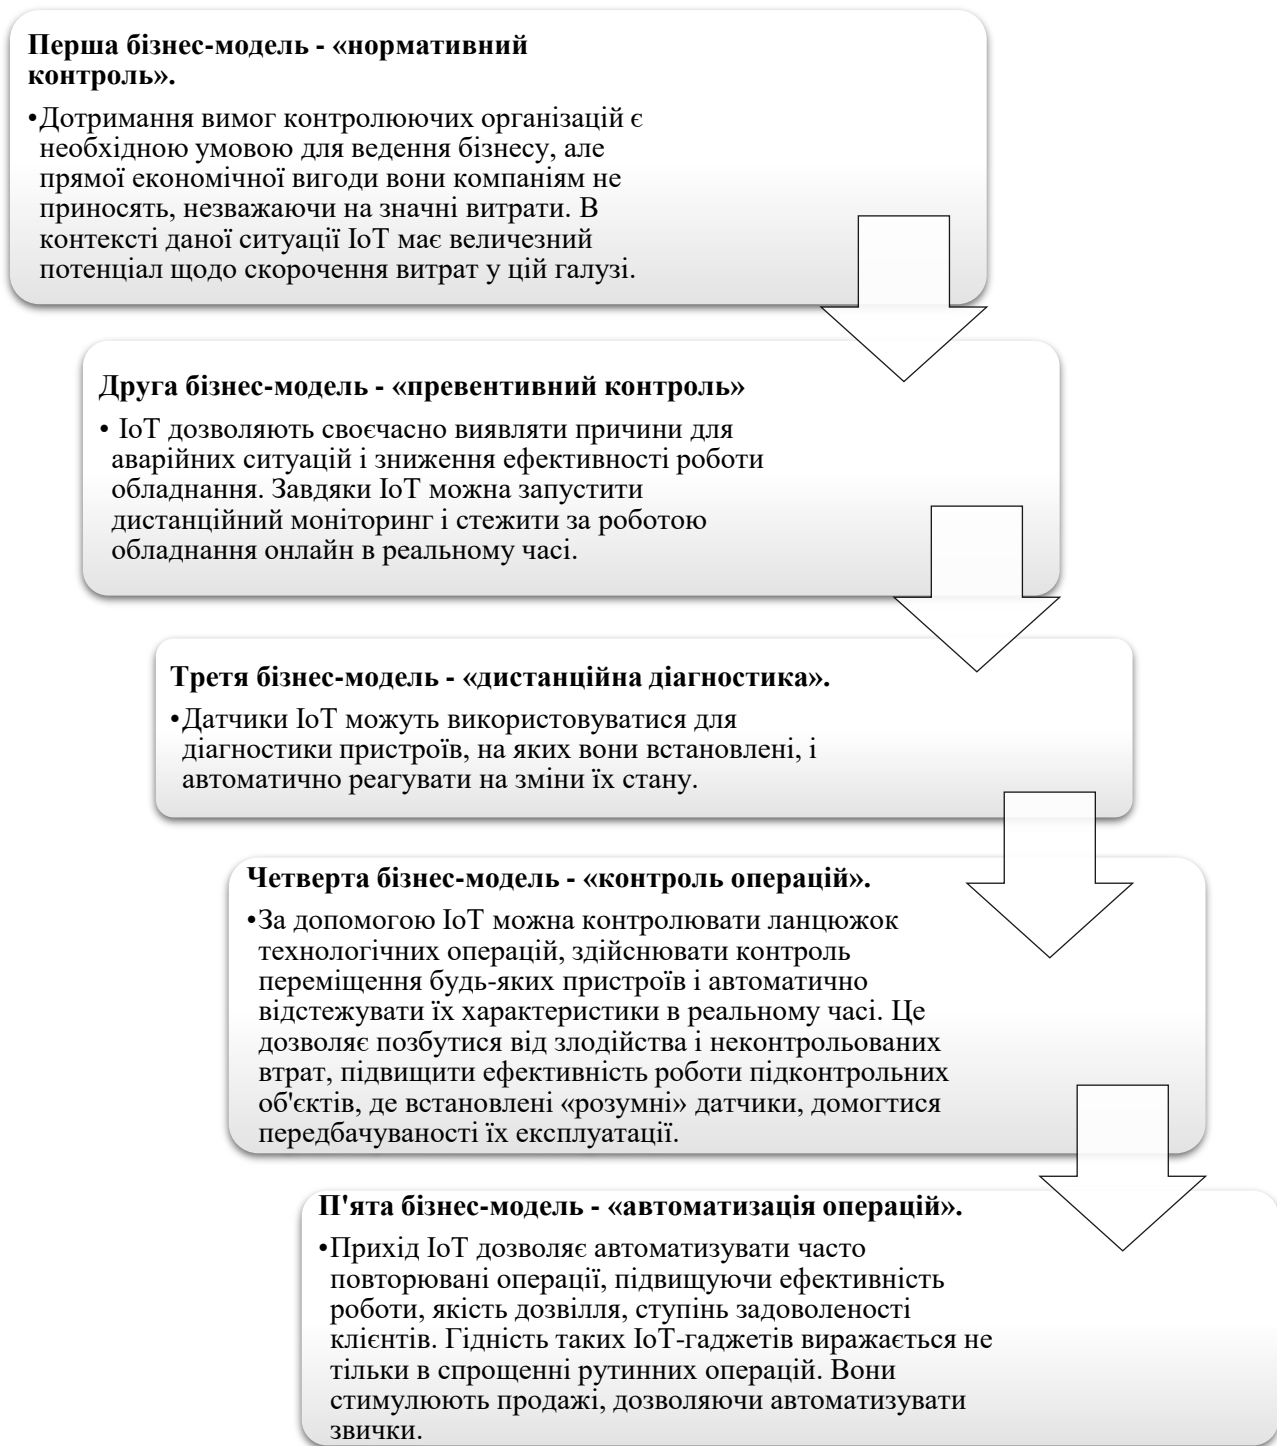 Перша бізнес-модель - «нормативний
контроль».
•Дотримання вимог контролюючих організацій є
необхідною умовою для ведення бізнесу, але
прямої економічної вигоди вони компаніям не
приносять, незважаючи на значні витрати. В
контексті даної ситуації IoT має величезний
потенціал щодо скорочення витрат у цій галузі.
Друга бізнес-модель - «превентивний контроль»
• IoT дозволяють своєчасно виявляти причини для
аварійних ситуацій і зниження ефективності роботи
обладнання. Завдяки IoT можна запустити
дистанційний моніторинг і стежити за роботою
обладнання онлайн в реальному часі.
Третя бізнес-модель - «дистанційна діагностика».
•Датчики IoT можуть використовуватися для
діагностики пристроїв, на яких вони встановлені, і
автоматично реагувати на зміни їх стану.
Четверта бізнес-модель - «контроль операцій».
•За допомогою IoT можна контролювати ланцюжок
технологічних операцій, здійснювати контроль
переміщення будь-яких пристроїв і автоматично
відстежувати їх характеристики в реальному часі. Це
дозволяє позбутися від злодійства і неконтрольованих
втрат, підвищити ефективність роботи підконтрольних
об'єктів, де встановлені «розумні» датчики, домогтися
передбачуваності їх експлуатації.
П'ята бізнес-модель - «автоматизація операцій».
•Прихід IoT дозволяє автоматизувати часто
повторювані операції, підвищуючи ефективність
роботи, якість дозвілля, ступінь задоволеності
клієнтів. Гідність таких IoT-гаджетів виражається не
тільки в спрощенні рутинних операцій. Вони
стимулюють продажі, дозволяючи автоматизувати
звички.